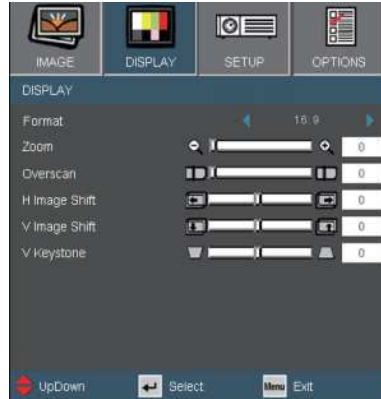 IMAGE DISPLAY SETUP OPTIONS
DISPLAY
Format 16:9
Zoom 0
Overscan 0
H Image Shift 0
V Image Shift 0
V Keystone 0
UpDown Select Menu Exit